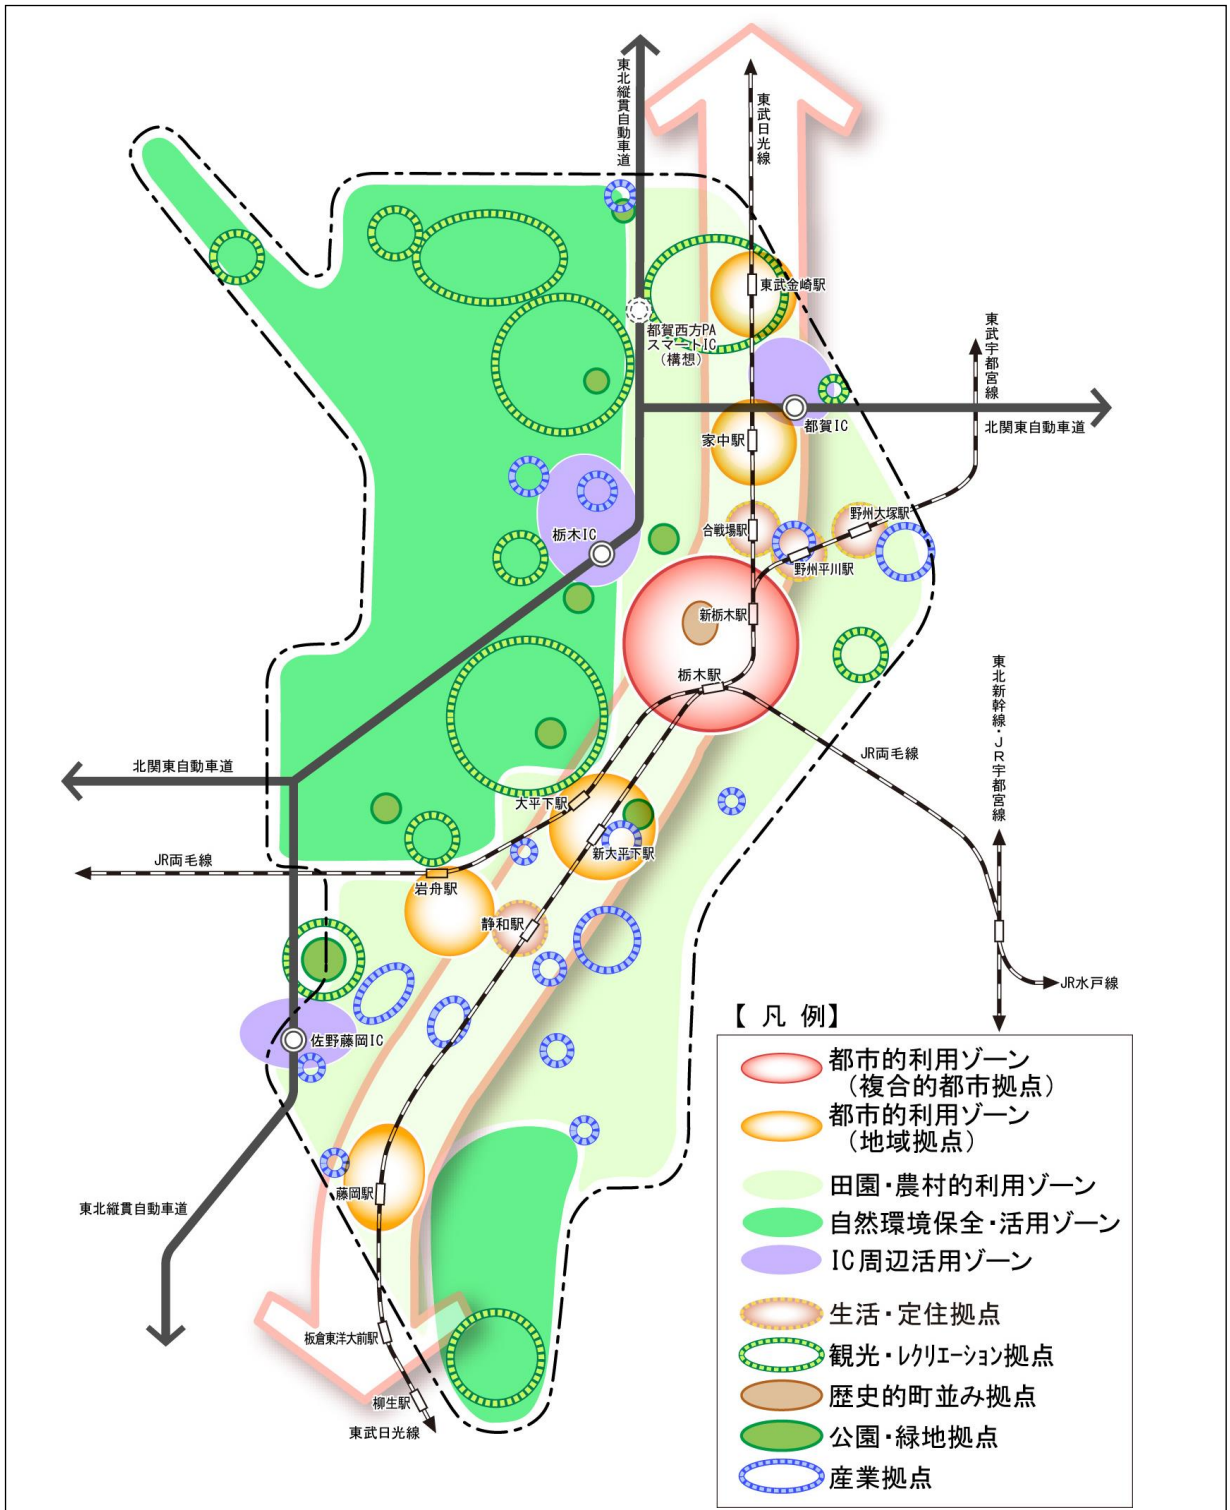 東北縦貫自動車道
東武日光線
東武金崎駅
都賀西方PA
スマートIC
(構想)
東武宇都宮線
都賀IC
北関東自動車道
家中駅
合戦場駅
野州大塚駅
栃木IC
野州平川駅
新栃木駅
栃木駅
東北新幹線・JR宇都宮線
JR両毛線
北関東自動車道
大平下駅
新大平下駅
JR両毛線
岩舟駅
静和駅
JR水戸線
佐野藤岡IC
藤岡駅
東北縦貫自動車道
板倉東洋大前駅
柳生駅
東武日光線
【凡例】
都市的利用ゾーン
(複合的都市拠点)
都市的利用ゾーン
(地域拠点)
田園・農村的利用ゾーン
自然環境保全・活用ゾーン
IC周辺活用ゾーン
生活・定住拠点
観光・レクリエーション拠点
歴史的町並み拠点
公園・緑地拠点
産業拠点